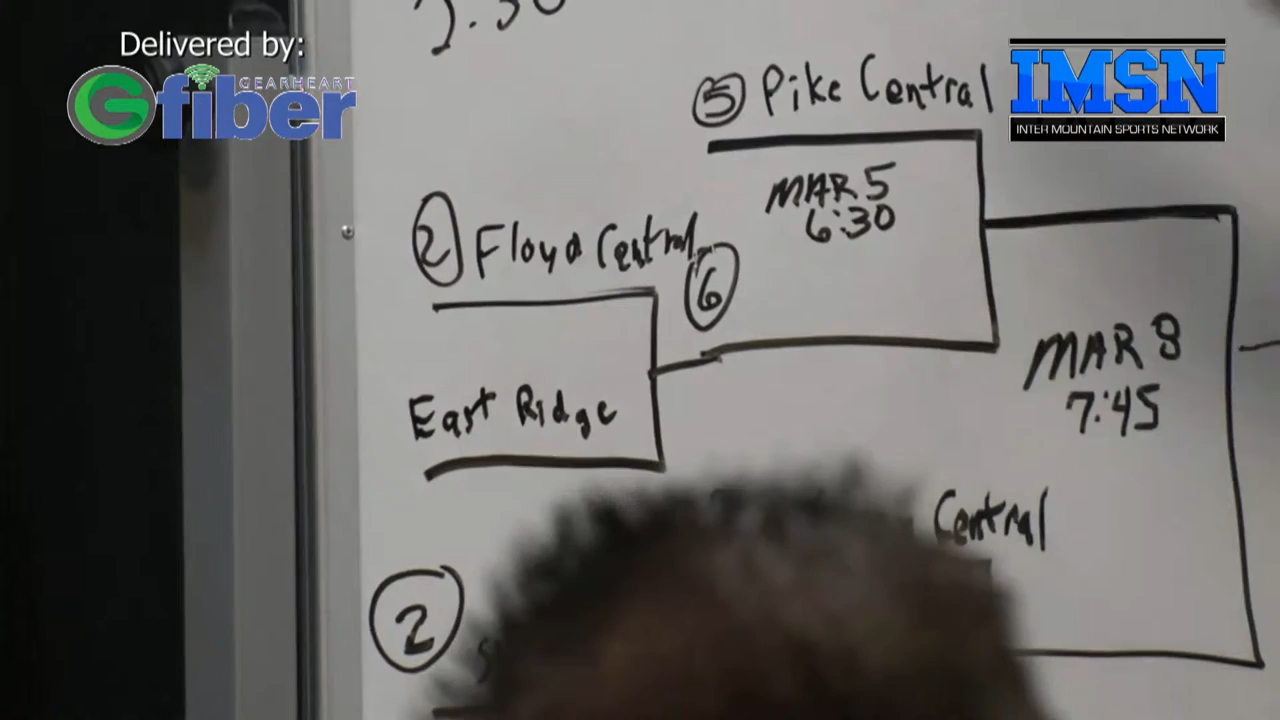 Delivered by:
GEARHEART
Gfiber
IMSN
INTER MOUNTAIN SPORTS NETWORK
5 Pike Central
MAR 5
6:30
2 Floyd Central
6
East Ridge
MAR 8
7:45
Central
2